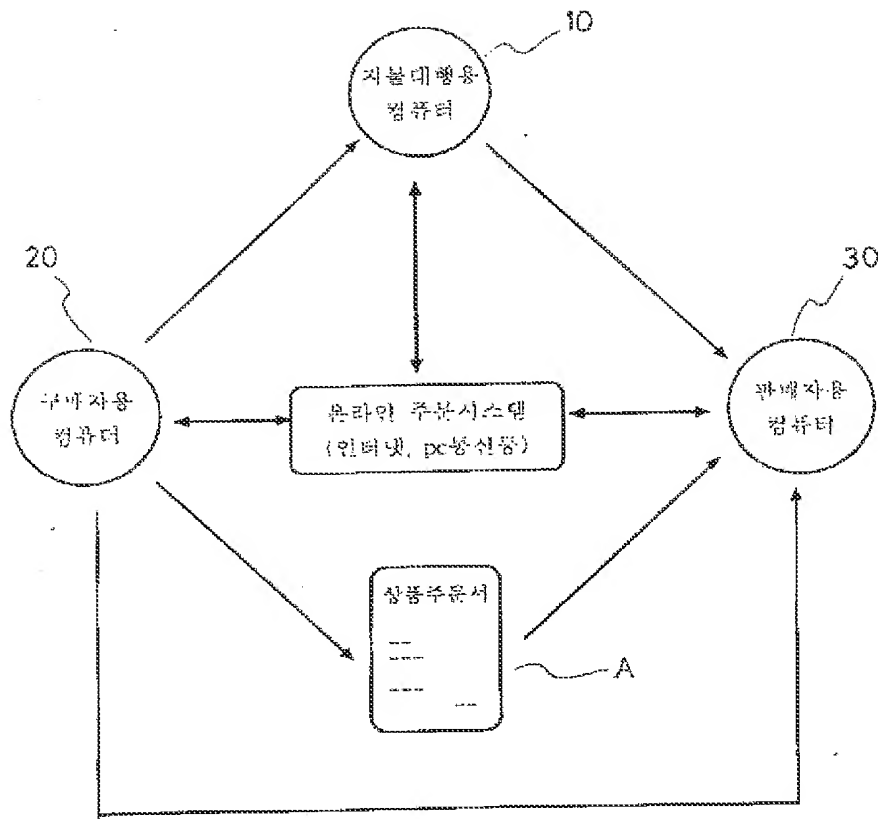 10
지불대행용
컴퓨터
20
30
구매자용
컴퓨터
온라인 주문시스템
(인터넷, pc통신등)
판매자용
컴퓨터
상품주문서
A